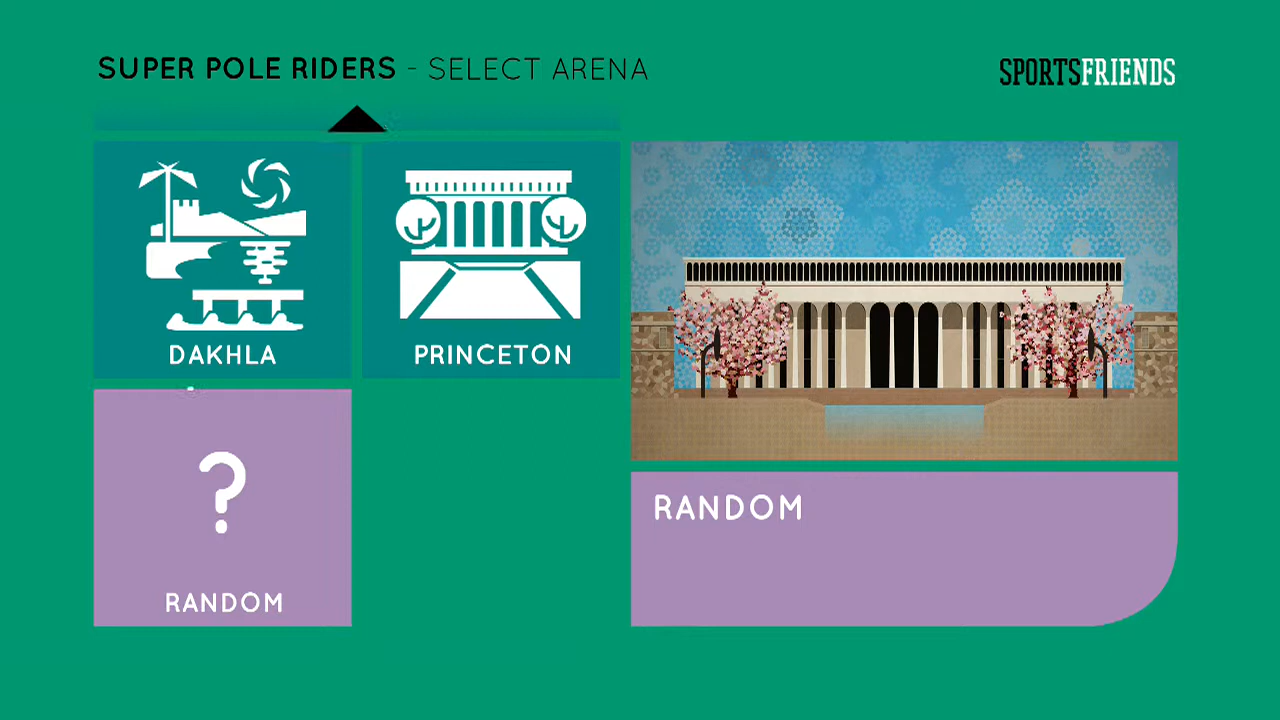 SUPER POLE RIDERS - SELECT ARENA
SPORTSFRIENDS
DAKHLA
PRINCETON
?
RANDOM
RANDOM